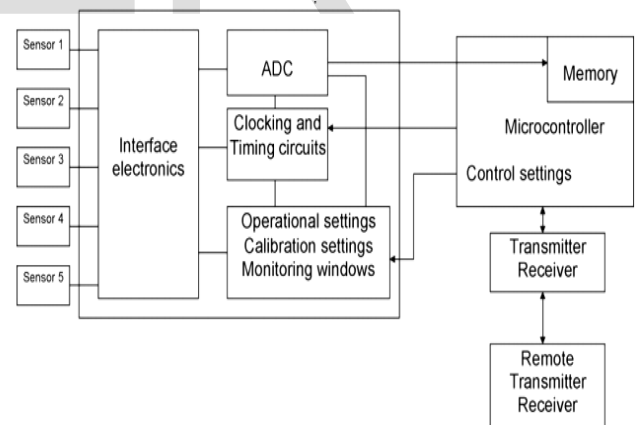 Sensor 1
Sensor 2
Sensor 3
Sensor 4
Sensor 5
Interface
electronics
ADC
Clocking and
Timing circuits
Operational settings
Calibration settings
Monitoring windows
Memory
Microcontroller
Control settings
Transmitter
Receiver
Remote
Transmitter
Receiver